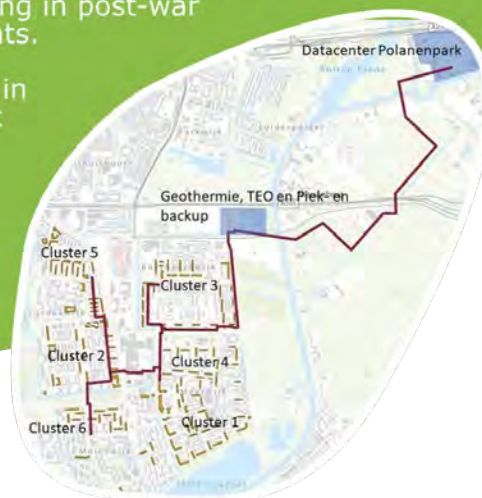 ng in post-war
nts.
in
Datacenter Polanenpark
Geothermie, TEO en Piek- en
backup
Cluster 5
Cluster 3
Cluster 2
Cluster 4
Cluster 6
Cluster 1